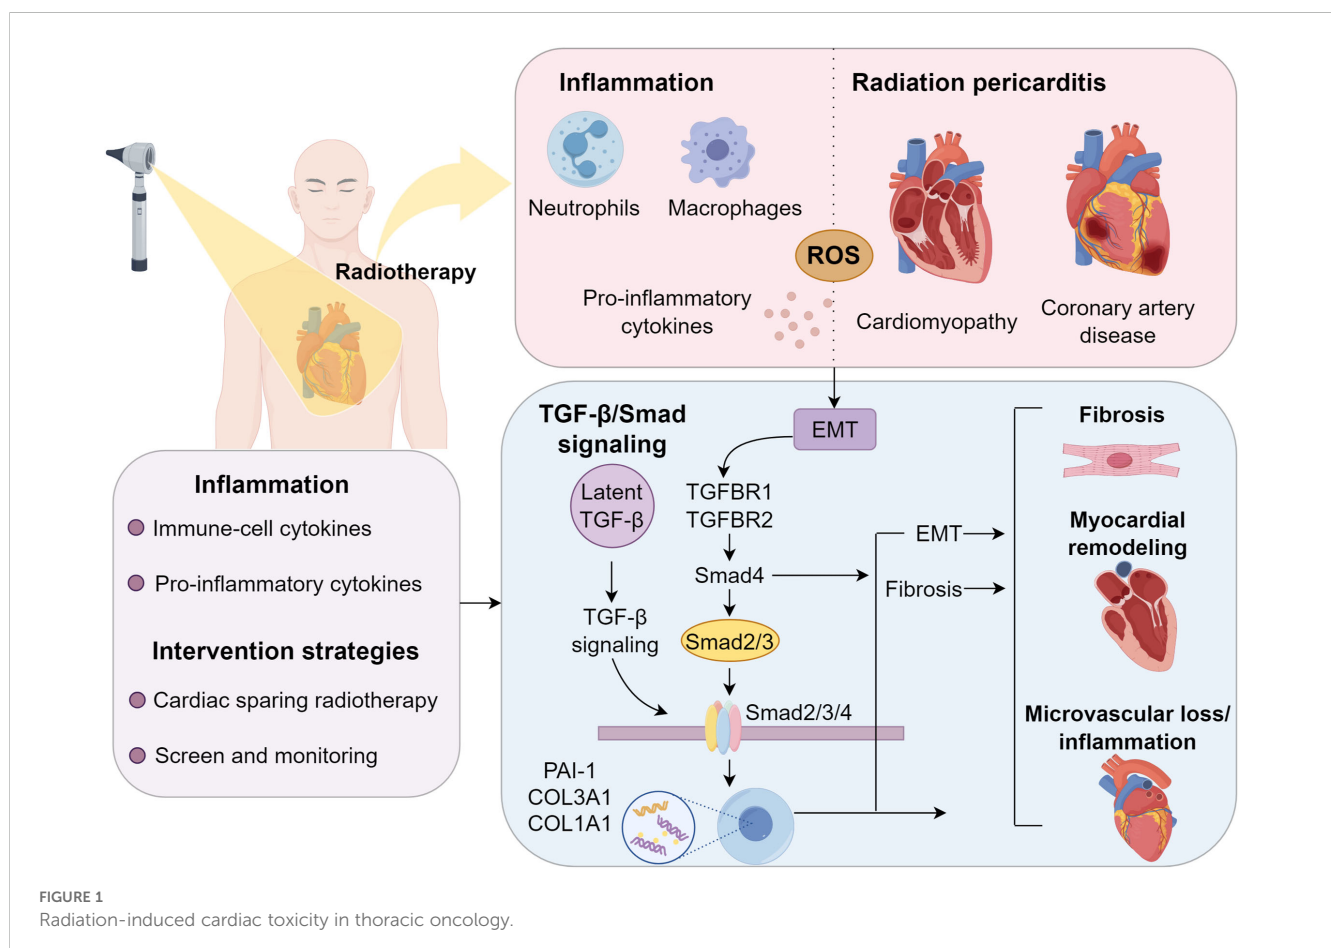 Radiotherapy
Inflammation
Neutrophils
Macrophages
Pro-inflammatory
cytokines
ROS
Radiation pericarditis
Cardiomyopathy
Coronary artery
disease
Inflammation
Immune-cell cytokines
Pro-inflammatory cytokines
Intervention strategies
Cardiac sparing radiotherapy
Screen and monitoring
TGF-β/Smad
signaling
EMT
Latent
TGF-β
TGFBR1
TGFBR2
Smad4
TGF-β
signaling
Smad2/3
Smad2/3/4
PAI-1
COL3A1
COL1A1
EMT
Fibrosis
Fibrosis
Myocardial
remodeling
Microvascular loss/
inflammation
FIGURE 1
Radiation-induced cardiac toxicity in thoracic oncology.